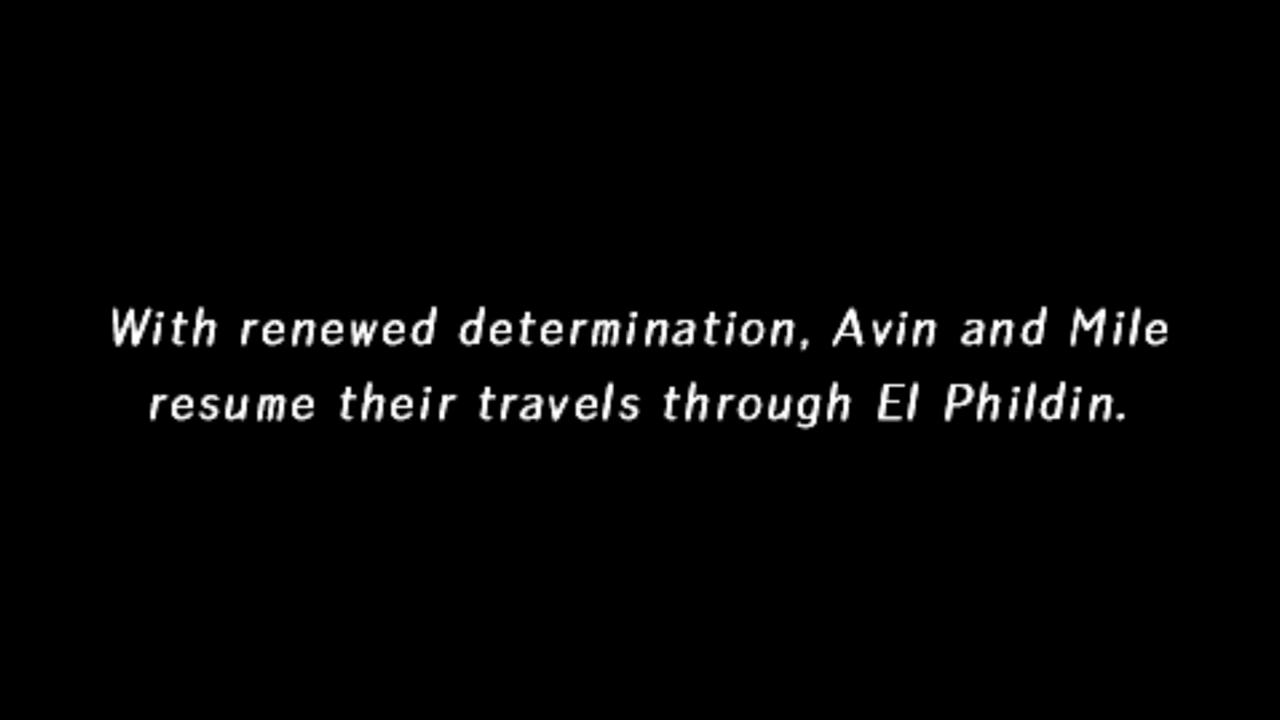 With renewed determination, Avin and Mile
resume their travels through El Phildin.